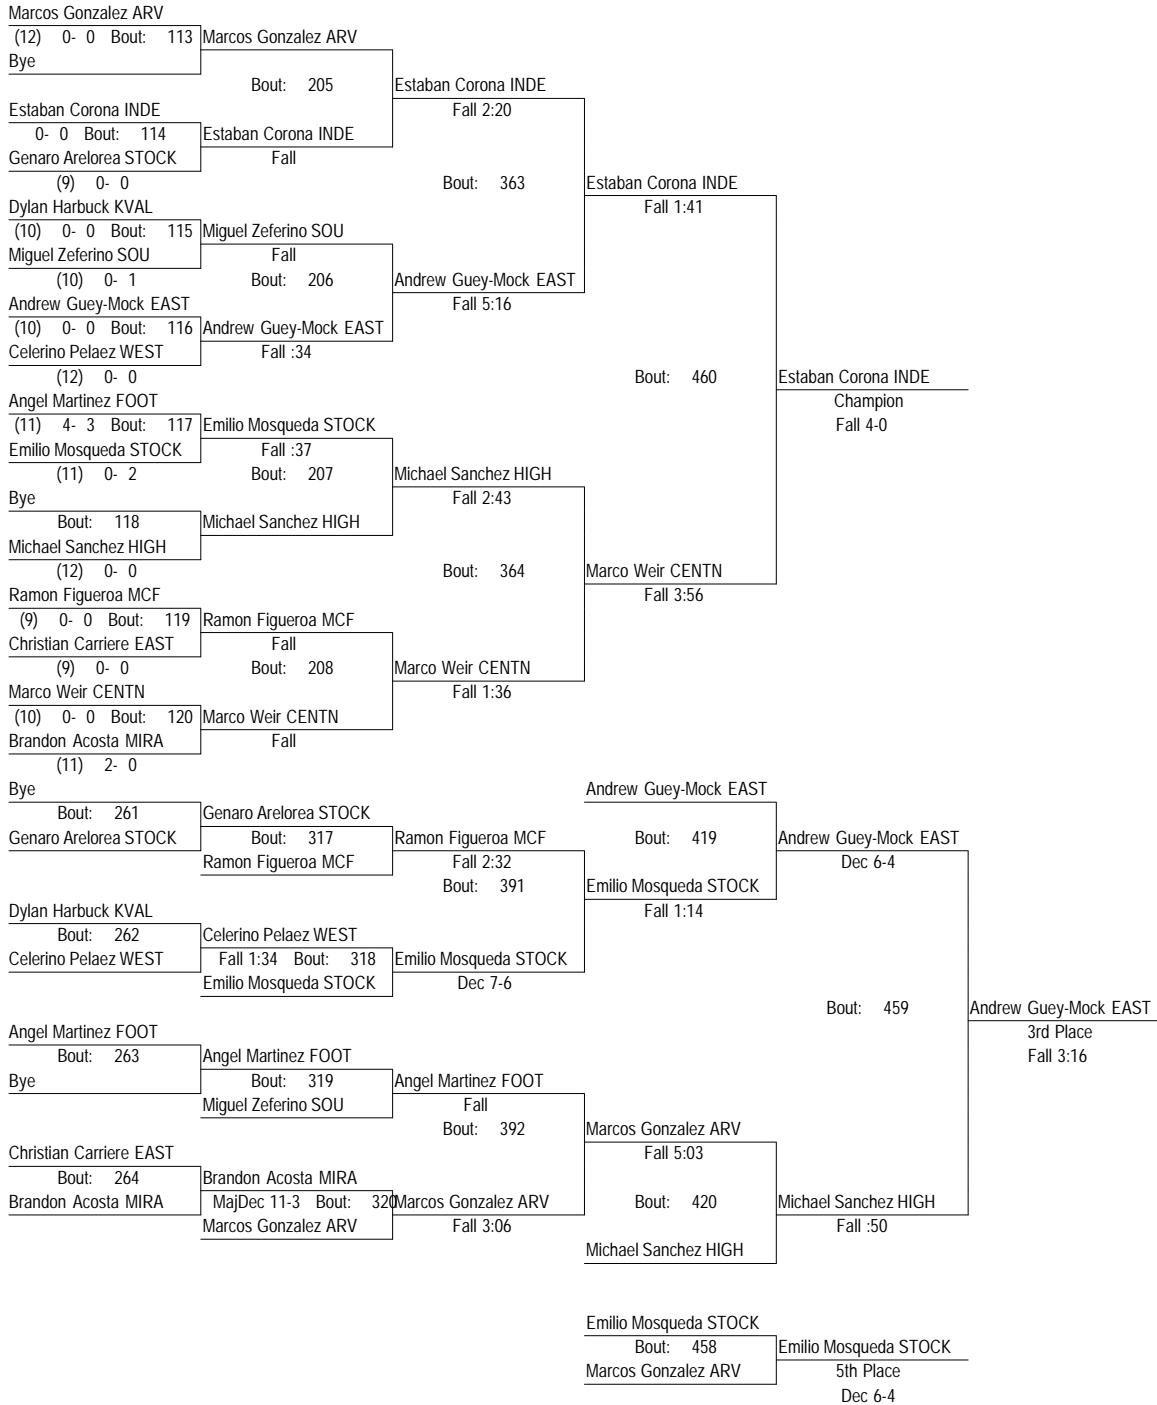 Marcos Gonzalez ARV
(12) 0- 0 Bout: 113 Marcos Gonzalez ARV
Bye
Bout: 205 Estaban Corona INDE
Estaban Corona INDE Fall 2:20
0- 0 Bout: 114 Estaban Corona INDE
Genaro Arelorea STOCK Fall
(9) 0- 0 Bout: 363 Estaban Corona INDE
Dylan Harbuck KVAL Fall 1:41
(10) 0- 0 Bout: 115 Miguel Zeferino SOU
Miguel Zeferino SOU Fall
(10) 0- 1 Bout: 206 Andrew Guey-Mock EAST
Andrew Guey-Mock EAST Fall 5:16
(10) 0- 0 Bout: 116 Andrew Guey-Mock EAST
Celerino Pelaez WEST Fall :34
(12) 0- 0 Bout: 460 Estaban Corona INDE
Angel Martinez FOOT Champion
(11) 4- 3 Bout: 117 Emilio Mosqueda STOCK Fall 4-0
Emilio Mosqueda STOCK Fall :37
(11) 0- 2 Bout: 207 Michael Sanchez HIGH
Bye Fall 2:43
Bout: 118 Michael Sanchez HIGH
Michael Sanchez HIGH
(12) 0- 0 Bout: 364 Marco Weir CENTN
Ramon Figueroa MCF Fall 3:56
(9) 0- 0 Bout: 119 Ramon Figueroa MCF
Christian Carriere EAST Fall
(9) 0- 0 Bout: 208 Marco Weir CENTN
Marco Weir CENTN Fall 1:36
(10) 0- 0 Bout: 120 Marco Weir CENTN
Brandon Acosta MIRA Fall
(11) 2- 0
Bye Andrew Guey-Mock EAST
Bout: 261 Genaro Arelorea STOCK
Genaro Arelorea STOCK Bout: 317 Ramon Figueroa MCF Bout: 419 Andrew Guey-Mock EAST
Ramon Figueroa MCF Fall 2:32 Dec 6-4
Bout: 391 Emilio Mosqueda STOCK
Dylan Harbuck KVAL Fall 1:14
Bout: 262 Celerino Pelaez WEST
Celerino Pelaez WEST Fall 1:34 Bout: 318 Emilio Mosqueda STOCK
Emilio Mosqueda STOCK Dec 7-6
Bout: 459 Andrew Guey-Mock EAST
Angel Martinez FOOT 3rd Place
Bout: 263 Angel Martinez FOOT Fall 3:16
Bye Bout: 319 Angel Martinez FOOT
Miguel Zeferino SOU Fall
Bout: 392 Marcos Gonzalez ARV
Christian Carriere EAST Fall 5:03
Bout: 264 Brandon Acosta MIRA
Brandon Acosta MIRA MajDec 11-3 Bout: 320 Marcos Gonzalez ARV Bout: 420 Michael Sanchez HIGH
Marcos Gonzalez ARV Fall 3:06 Fall :50
Michael Sanchez HIGH
Emilio Mosqueda STOCK
Bout: 458 Emilio Mosqueda STOCK
Marcos Gonzalez ARV 5th Place
Dec 6-4